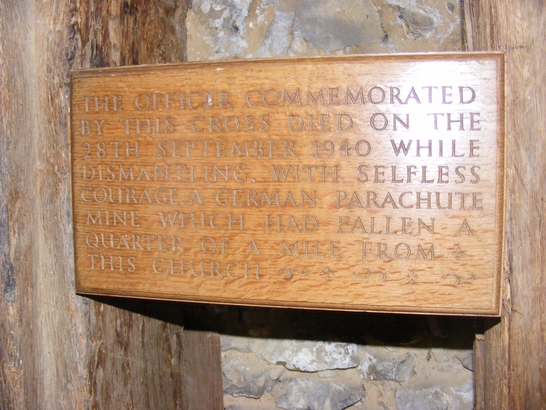 THE OFFICER COMMEMORATED
BY THIS CROSS DIED ON THE
28TH SEPTEMBER 1940 WHILE
DISMANTLING, WITH SELFLESS
COURAGE, A GERMAN PARACHUTE
MINE WHICH HAD FALLEN A
QUARTER OF A MILE FROM
THIS CHURCH